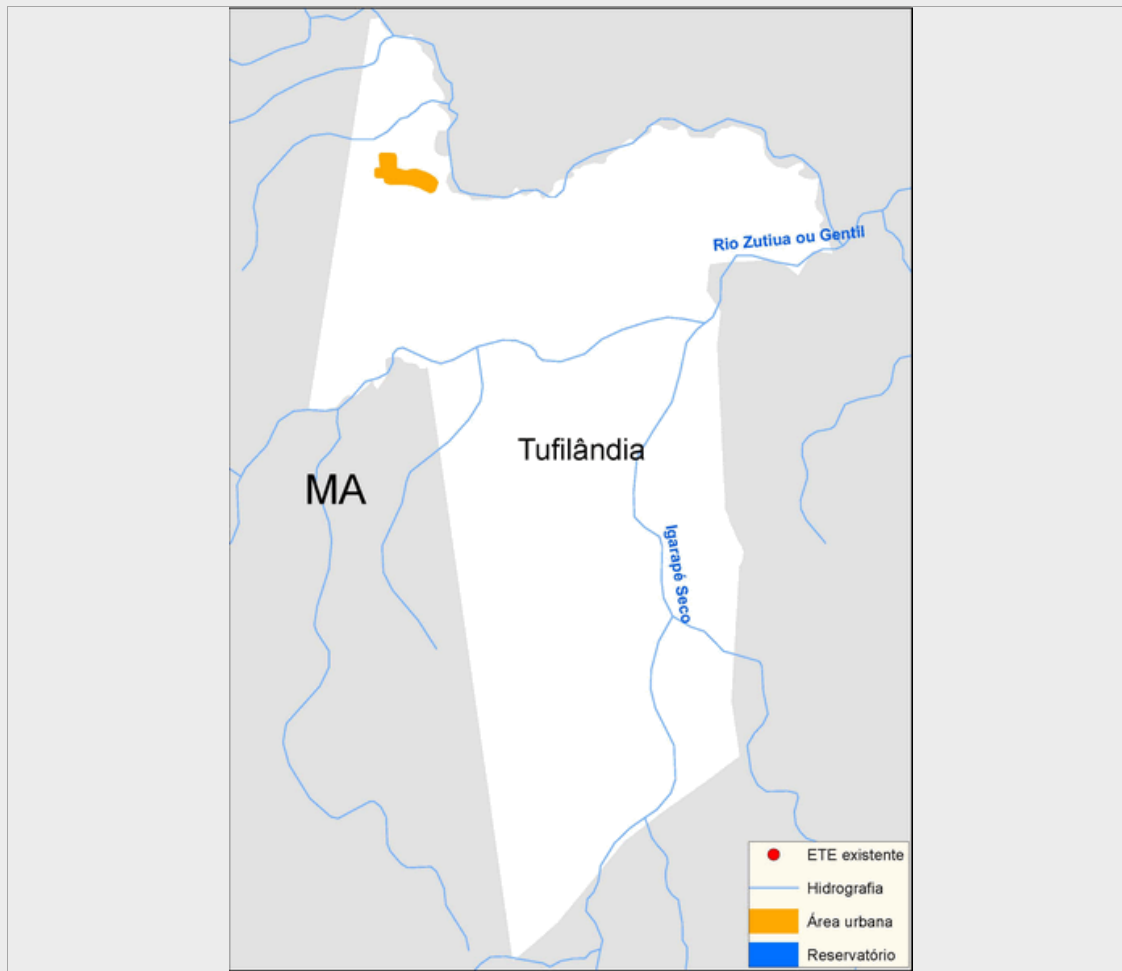 Rio Zutiua ou Gentil
Tufilândia
MA
Igarapé Seco
ETE existente
Hidrografia
Área urbana
Reservatório